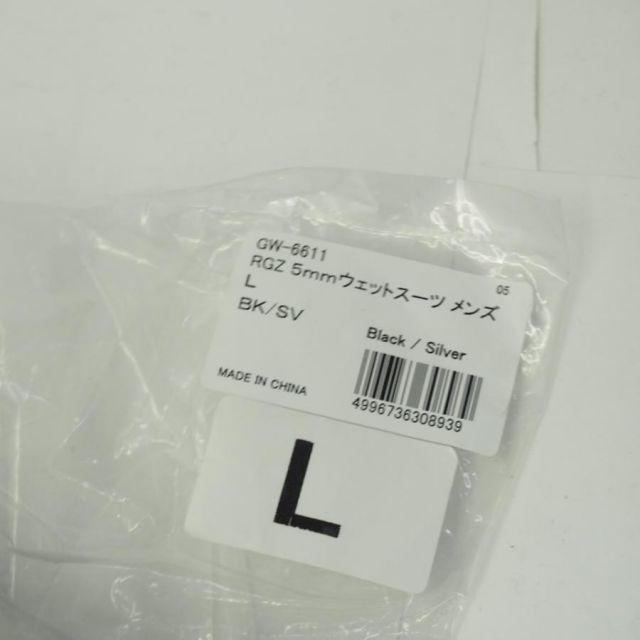 GW-6611
RGZ 5mmウェットスーツ メンズ
05
L
BK/SV
Black / Silver
MADE IN CHINA
4996736308939
L